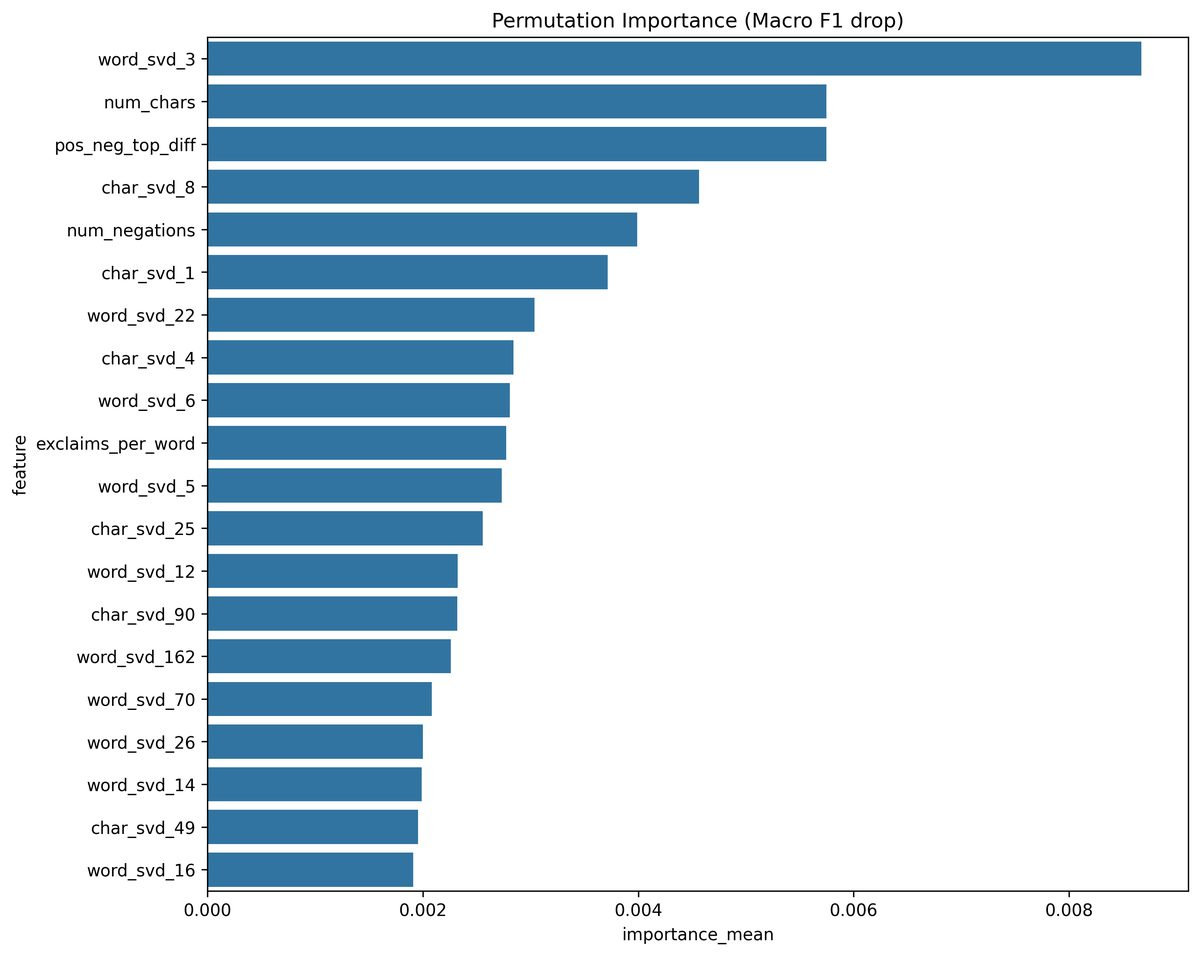 Permutation Importance (Macro F1 drop)
word_svd_3
num_chars
pos_neg_top_diff
char_svd_8
num_negations
char_svd_1
word_svd_22
char_svd_4
word_svd_6
exclaims_per_word
word_svd_5
char_svd_25
word_svd_12
char_svd_90
word_svd_162
word_svd_70
word_svd_26
word_svd_14
char_svd_49
word_svd_16
feature
0.000 0.002 0.004 0.006 0.008
importance_mean